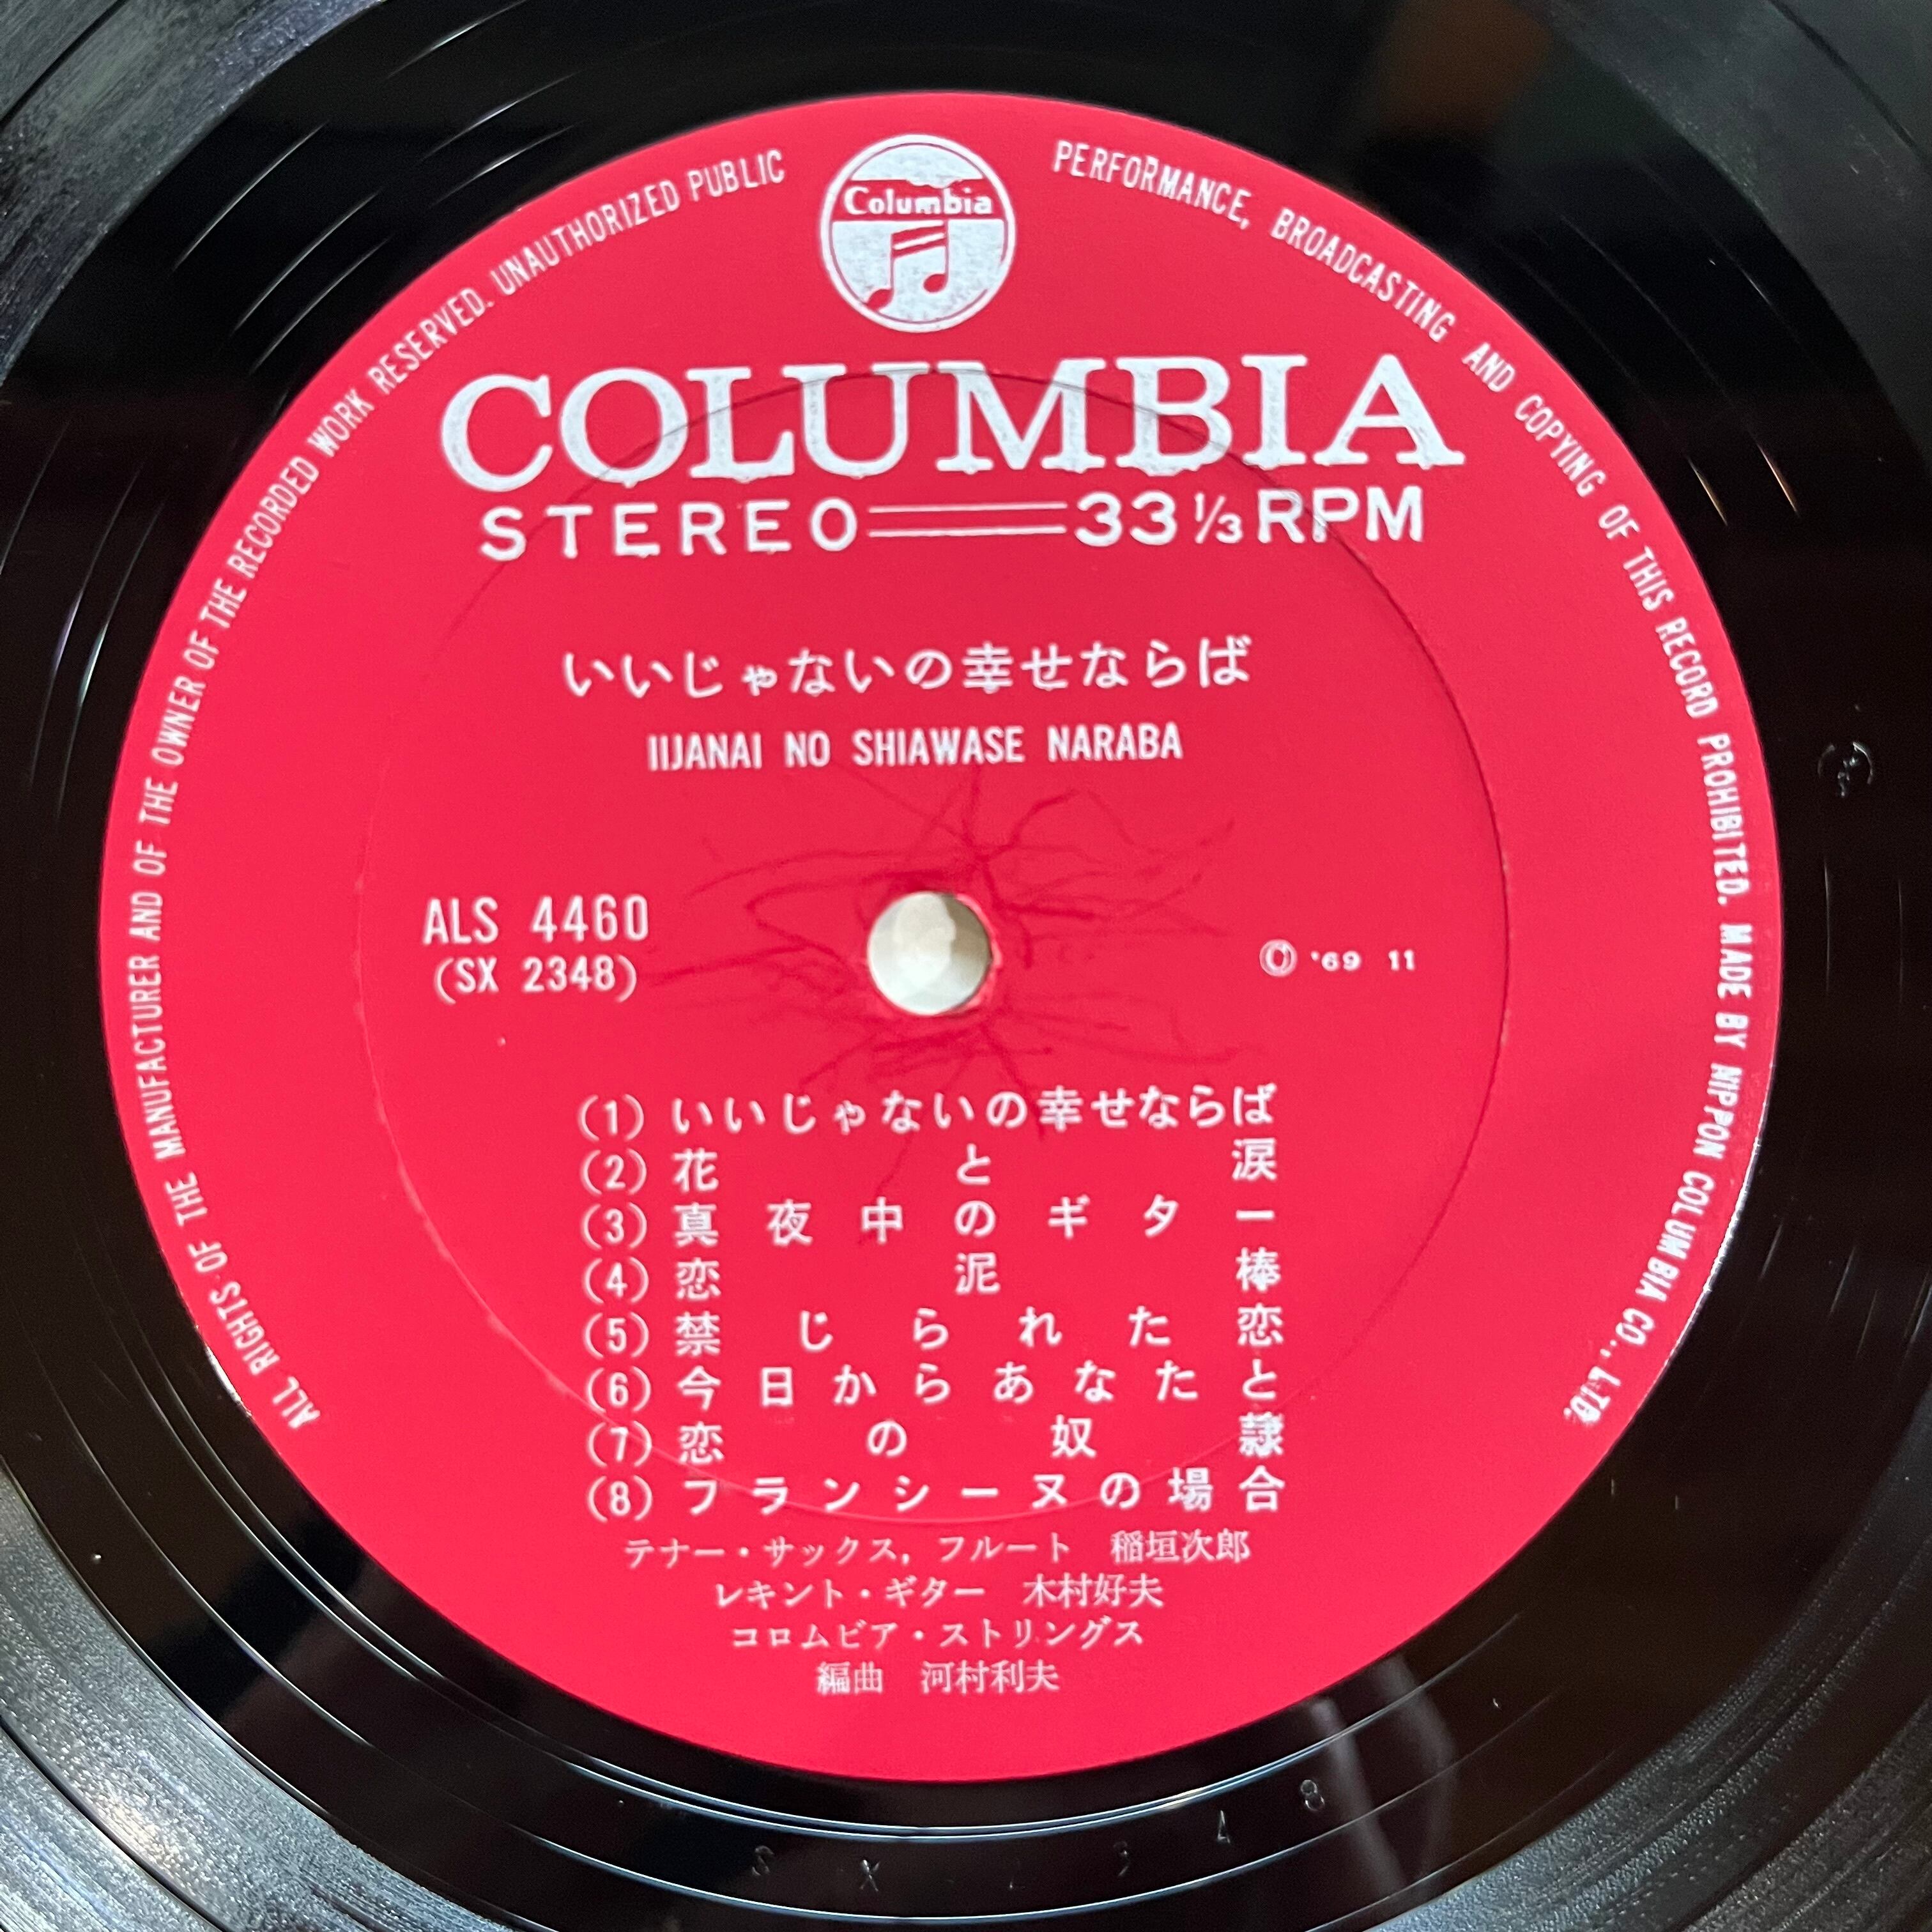 ALL RIGHTS OF THE MANUFACTURER AND OF THE OWNER OF THE RECORDED WORK RESERVED. UNAUTHORIZED PUBLIC
PERFORMANCE, BROADCASTING AND COPYING OF THIS RECORD PROHIBITED. MADE BY NIPPON COLUMBIA CO., LTD.
Columbia
COLUMBIA
STEREO 33⅓ RPM
いいじゃないの幸せならば
IIJANAI NO SHIAWASE NARABA
ALS 4460
(SX 2348)
Ⓒ '69 11
(1) いいじゃないの幸せならば
(2) 花と涙
(3) 真夜中のギター
(4) 恋泥棒
(5) 禁じられた恋
(6) 今日からあなたと
(7) 恋の奴隷
(8) フランシーヌの場合
テナー・サックス, フルート 稲垣次郎
レキント・ギター 木村好夫
コロムビア・ストリングス
編曲 河村利夫
S X 2 3 4 8